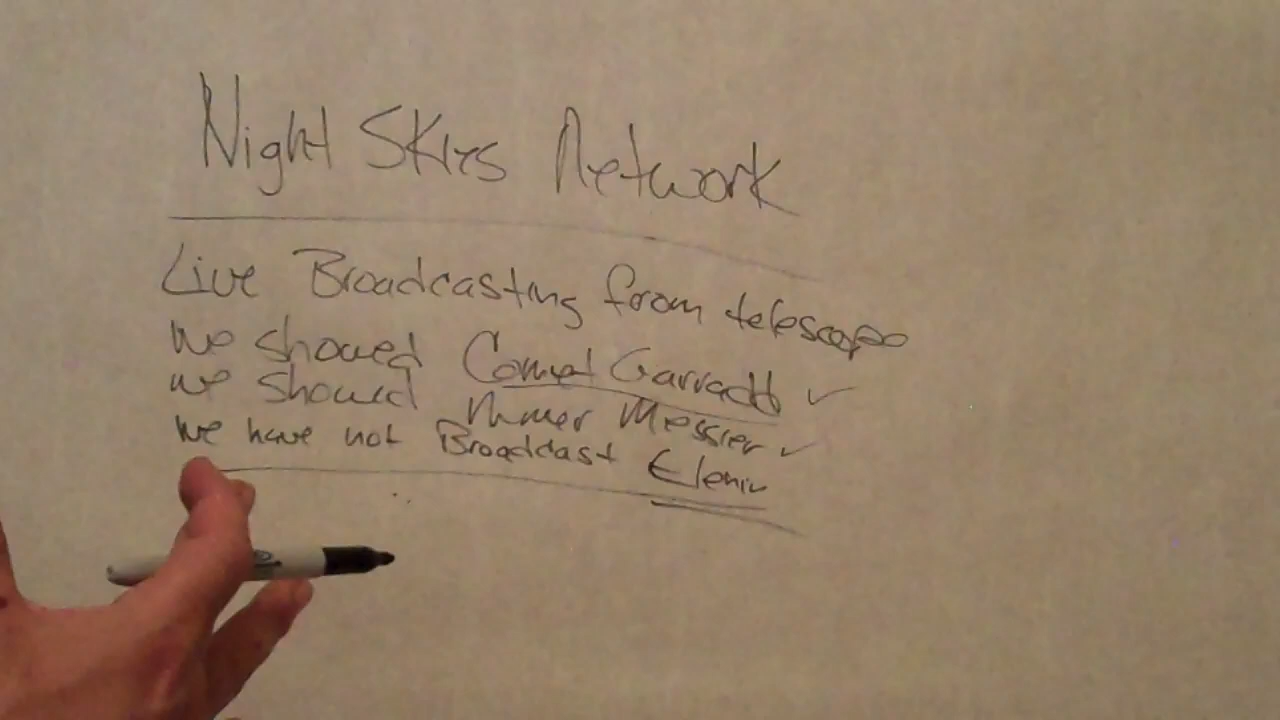 Night Skies Network
Live Broadcasting from telescope
we showed Comet Garradd ✓
we showed Messier ✓
we have not Broadcast Elenin